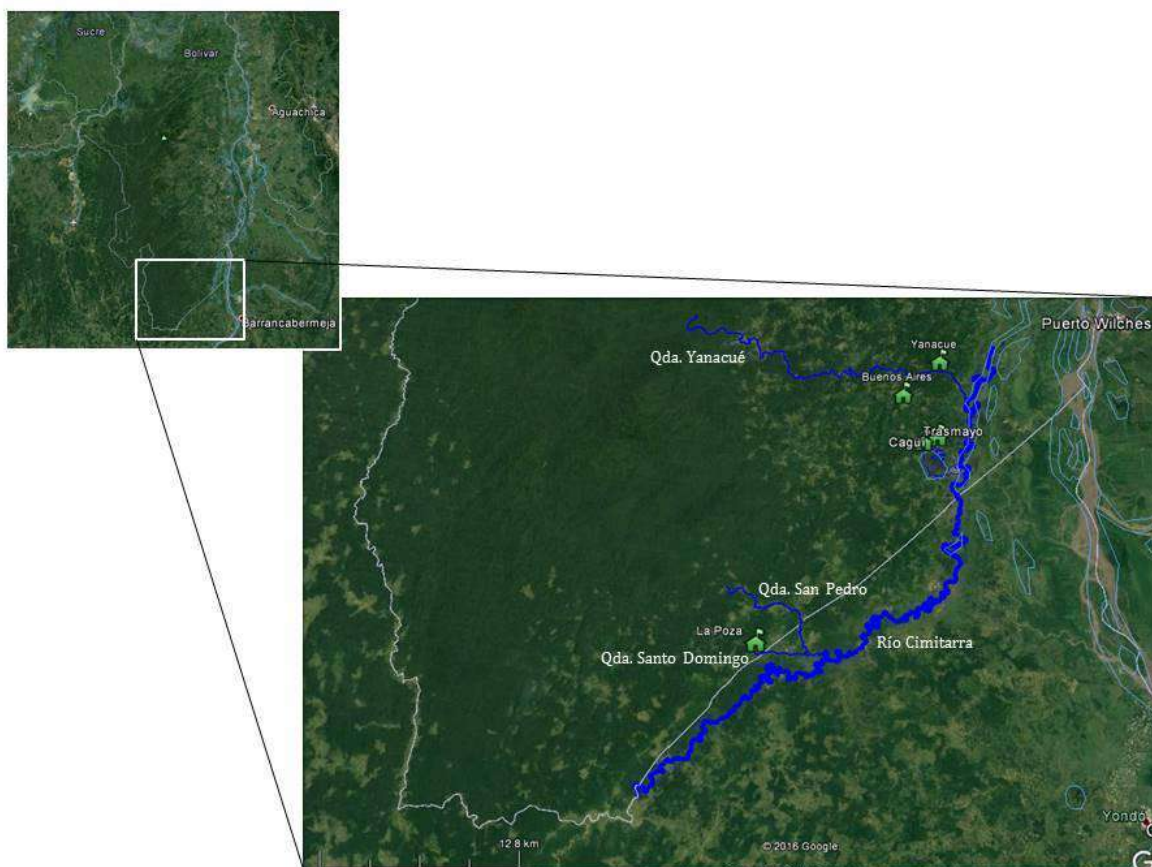 Sucre
Bolivar
Aguachica
Barrancabermeja
Puerto Wilches
Yanacue
Qda. Yanacué
Buenos Aires
Trasmayo
Qda. San Pedro
La Poza
Río Cimitarra
Qda. Santo Domingo
Yondó
12.8 km
© 2016 Google